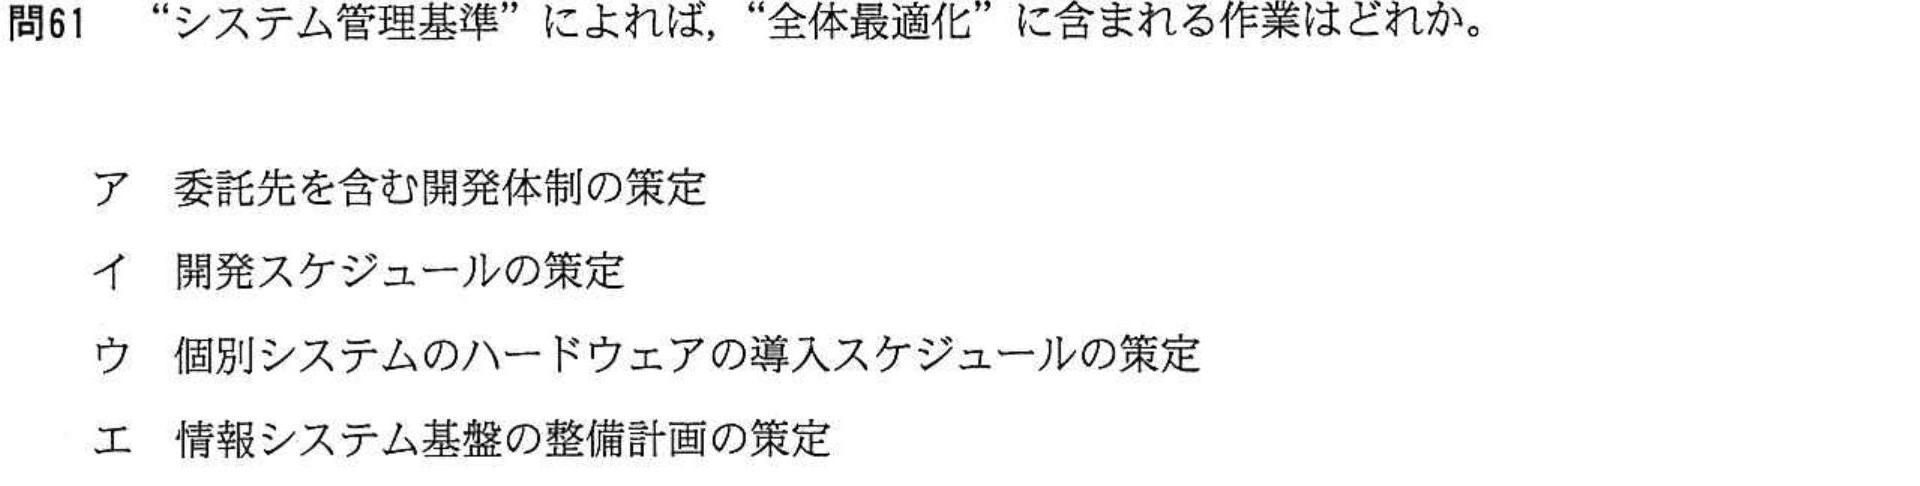 問61 “システム管理基準”によれば，“全体最適化”に含まれる作業はどれか。
ア 委託先を含む開発体制の策定
イ 開発スケジュールの策定
ウ 個別システムのハードウェアの導入スケジュールの策定
エ 情報システム基盤の整備計画の策定